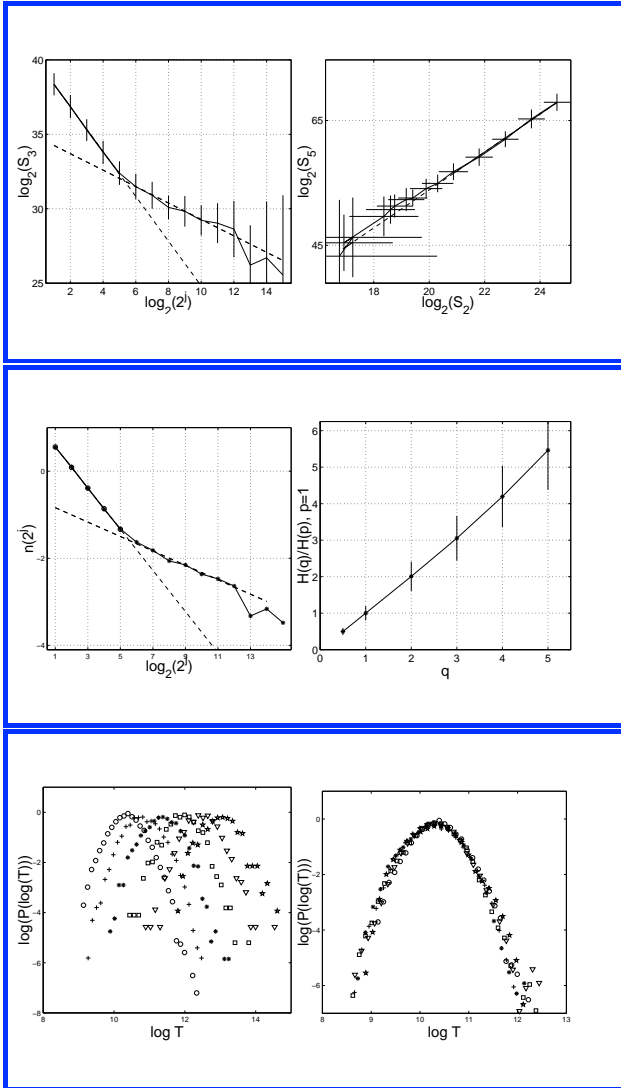 40
35
30
25
log2(S3)
2 4 6 8 10 12 14
log2(2^j)
65
45
log2(S5)
18 20 22 24
log2(S2)
0
−2
−4
n(2^j)
1 3 5 7 9 11 13
log2(2^j)
6
5
4
3
2
1
0
H(q)/H(p), p=1
0 1 2 3 4 5
q
0
−2
−4
−6
−8
log(P(log(T)))
8 10 12 14
log T
0
−2
−4
−6
log(P(log(T)))
8 9 10 11 12 13
log T